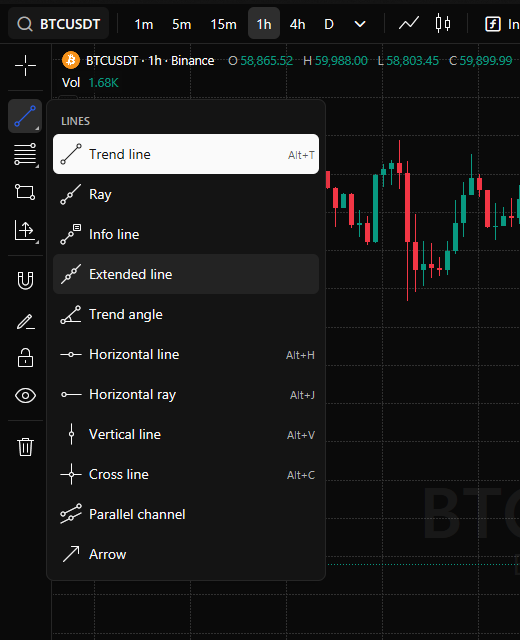 BTCUSDT 1m 5m 15m 1h 4h D
BTCUSDT · 1h · Binance O 58,865.52 H 59,988.00 L 58,803.45 C 59,899.99
Vol 1.68K
LINES
Trend line Alt+T
Ray
Info line
Extended line
Trend angle
Horizontal line Alt+H
Horizontal ray Alt+J
Vertical line Alt+V
Cross line Alt+C
Parallel channel
Arrow